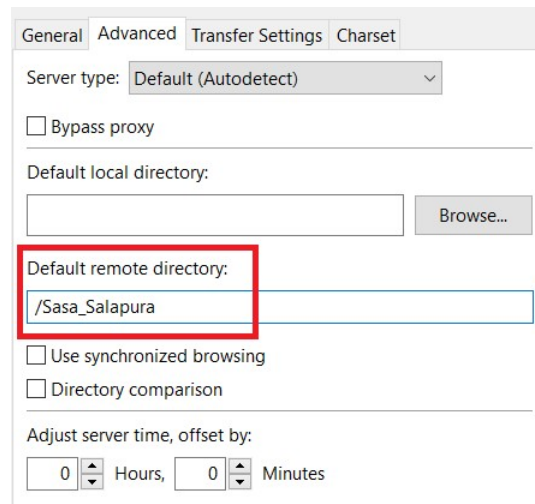 General Advanced Transfer Settings Charset
Server type: Default (Autodetect)
Bypass proxy
Default local directory:
Browse...
Default remote directory:
/Sasa_Salapura
Use synchronized browsing
Directory comparison
Adjust server time, offset by:
0 Hours, 0 Minutes